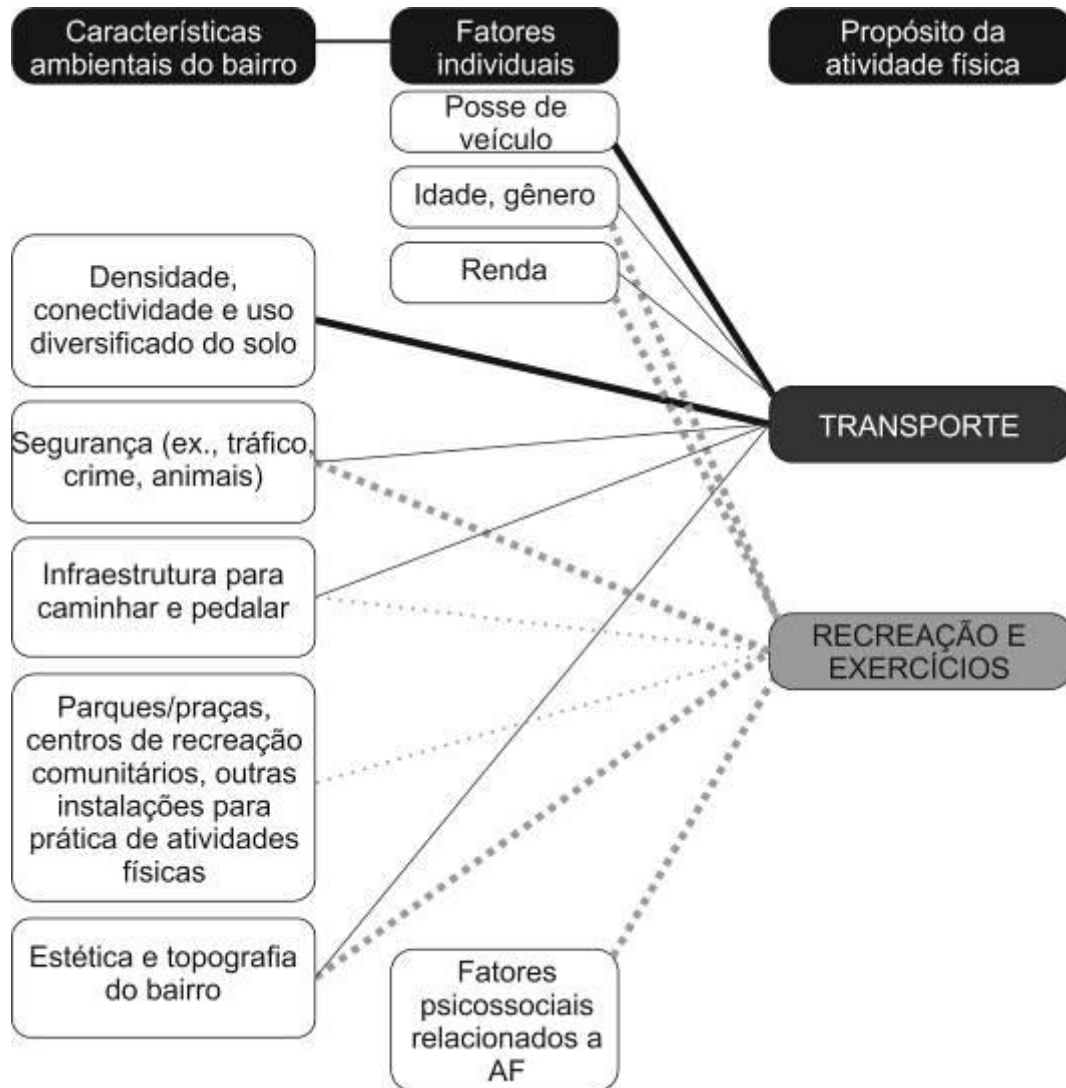 Características
ambientais do bairro
Fatores
individuais
Propósito da
atividade física
Posse de
veículo
Idade, gênero
Renda
Densidade,
conectividade e uso
diversificado do solo
Segurança (ex., tráfico,
crime, animais)
Infraestrutura para
caminhar e pedalar
Parques/praças,
centros de recreação
comunitários, outras
instalações para
prática de atividades
físicas
Estética e topografia
do bairro
Fatores
psicossociais
relacionados a
AF
TRANSPORTE
RECREAÇÃO E
EXERCÍCIOS